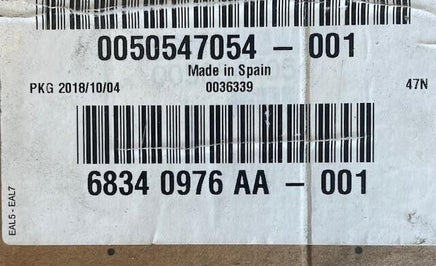 0050547054 - 001
Made in Spain
PKG 2018/10/04 0036339 47N
6834 0976 AA - 001
EAL5 - EAL7